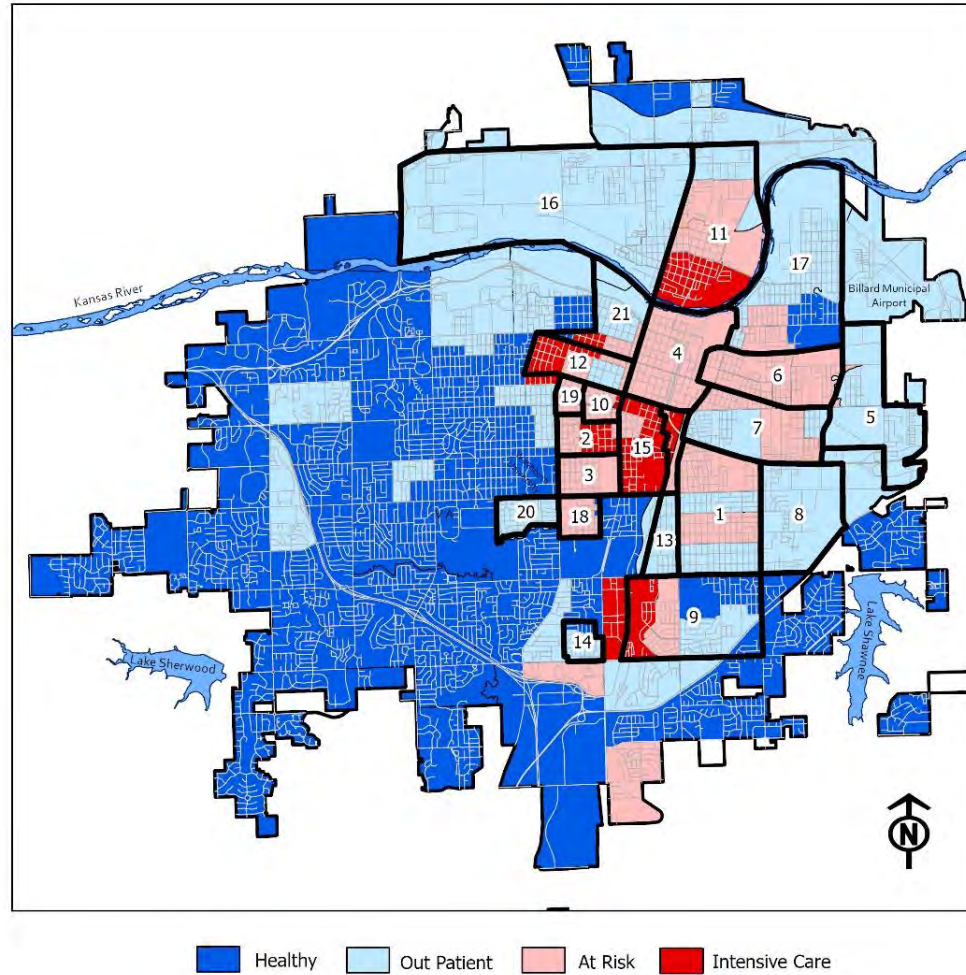 16
11
17
Kansas River
Billard Municipal
Airport
21
4
12
6
19
10
5
7
2
15
3
20
18
1
8
13
9
14
Lake Sherwood
Lake Shawnee
N
Healthy
Out Patient
At Risk
Intensive Care